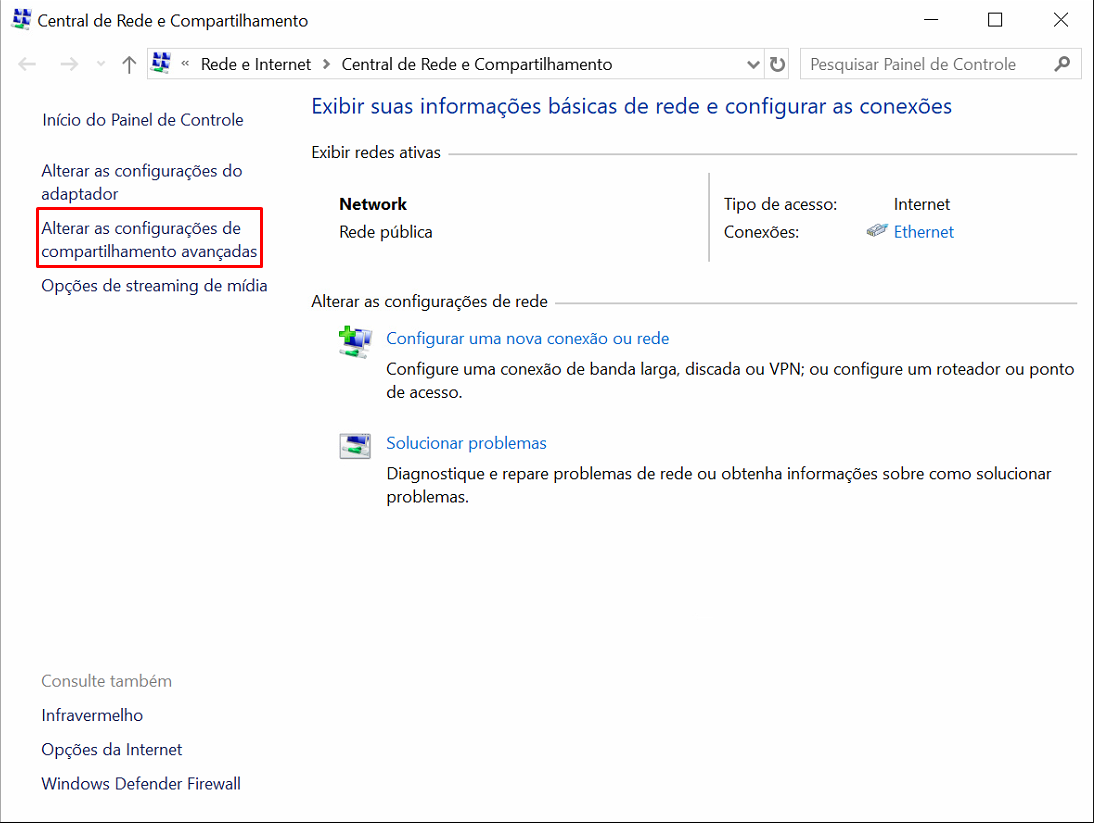 Central de Rede e Compartilhamento
« Rede e Internet > Central de Rede e Compartilhamento
Pesquisar Painel de Controle
Início do Painel de Controle
Alterar as configurações do
adaptador
Alterar as configurações de
compartilhamento avançadas
Opções de streaming de mídia
Exibir suas informações básicas de rede e configurar as conexões
Exibir redes ativas
Network
Rede pública
Tipo de acesso: Internet
Conexões: Ethernet
Alterar as configurações de rede
Configurar uma nova conexão ou rede
Configure uma conexão de banda larga, discada ou VPN; ou configure um roteador ou ponto
de acesso.
Solucionar problemas
Diagnostique e repare problemas de rede ou obtenha informações sobre como solucionar
problemas.
Consulte também
Infravermelho
Opções da Internet
Windows Defender Firewall